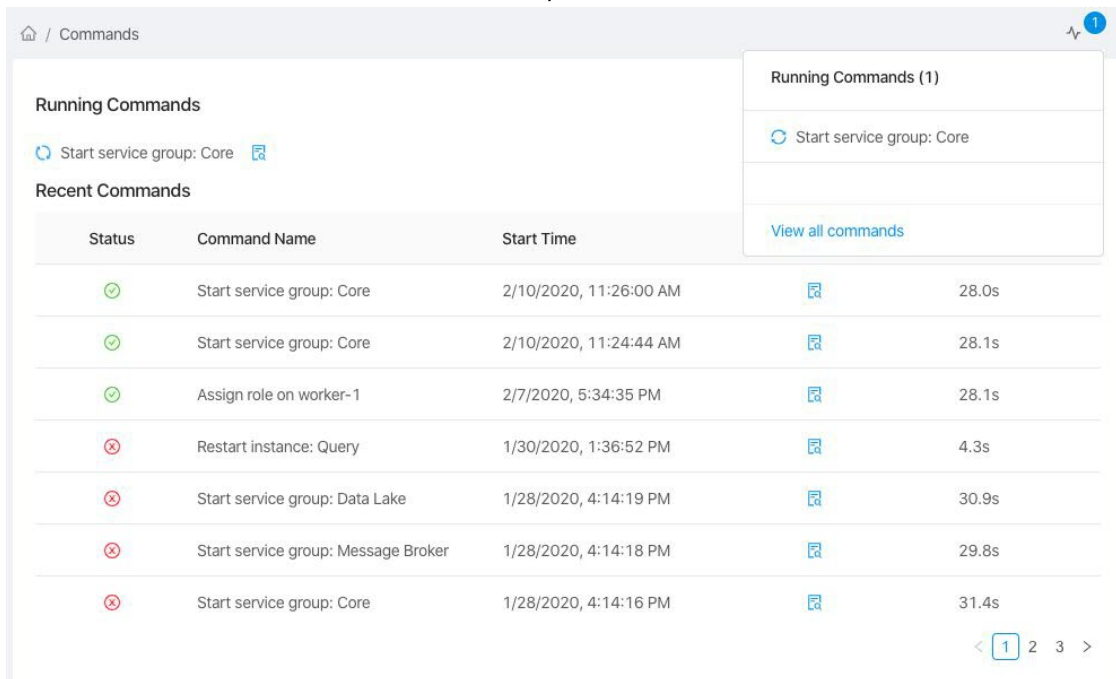 / Commands
1
Running Commands (1)
Start service group: Core
View all commands
Running Commands
Start service group: Core
Recent Commands
Status Command Name Start Time
Start service group: Core 2/10/2020, 11:26:00 AM 28.0s
Start service group: Core 2/10/2020, 11:24:44 AM 28.1s
Assign role on worker-1 2/7/2020, 5:34:35 PM 28.1s
Restart instance: Query 1/30/2020, 1:36:52 PM 4.3s
Start service group: Data Lake 1/28/2020, 4:14:19 PM 30.9s
Start service group: Message Broker 1/28/2020, 4:14:18 PM 29.8s
Start service group: Core 1/28/2020, 4:14:16 PM 31.4s
< 1 2 3 >